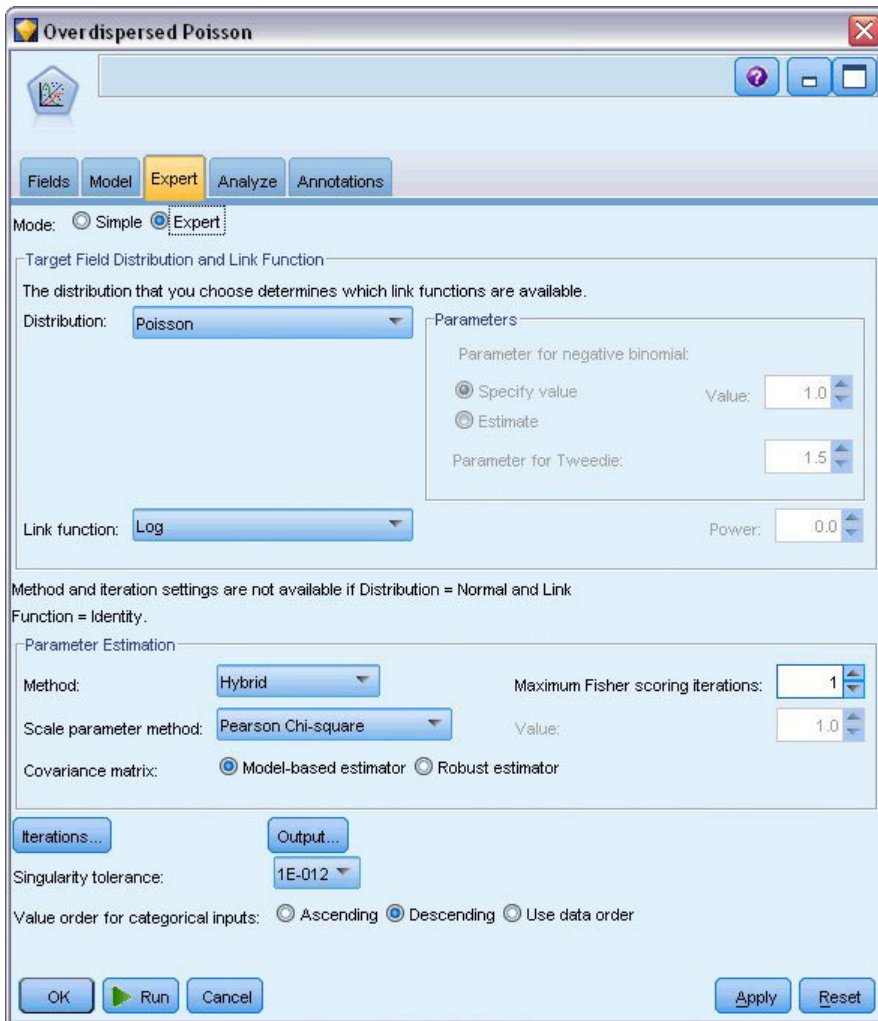 Overdispersed Poisson
Fields Model Expert Analyze Annotations
Mode: Simple Expert
Target Field Distribution and Link Function
The distribution that you choose determines which link functions are available.
Distribution: Poisson
Parameters
Parameter for negative binomial:
Specify value Value: 1.0
Estimate
Parameter for Tweedie: 1.5
Link function: Log Power: 0.0
Method and iteration settings are not available if Distribution = Normal and Link
Function = Identity.
Parameter Estimation
Method: Hybrid Maximum Fisher scoring iterations: 1
Scale parameter method: Pearson Chi-square Value: 1.0
Covariance matrix: Model-based estimator Robust estimator
Iterations... Output...
Singularity tolerance: 1E-012
Value order for categorical inputs: Ascending Descending Use data order
OK Run Cancel Apply Reset